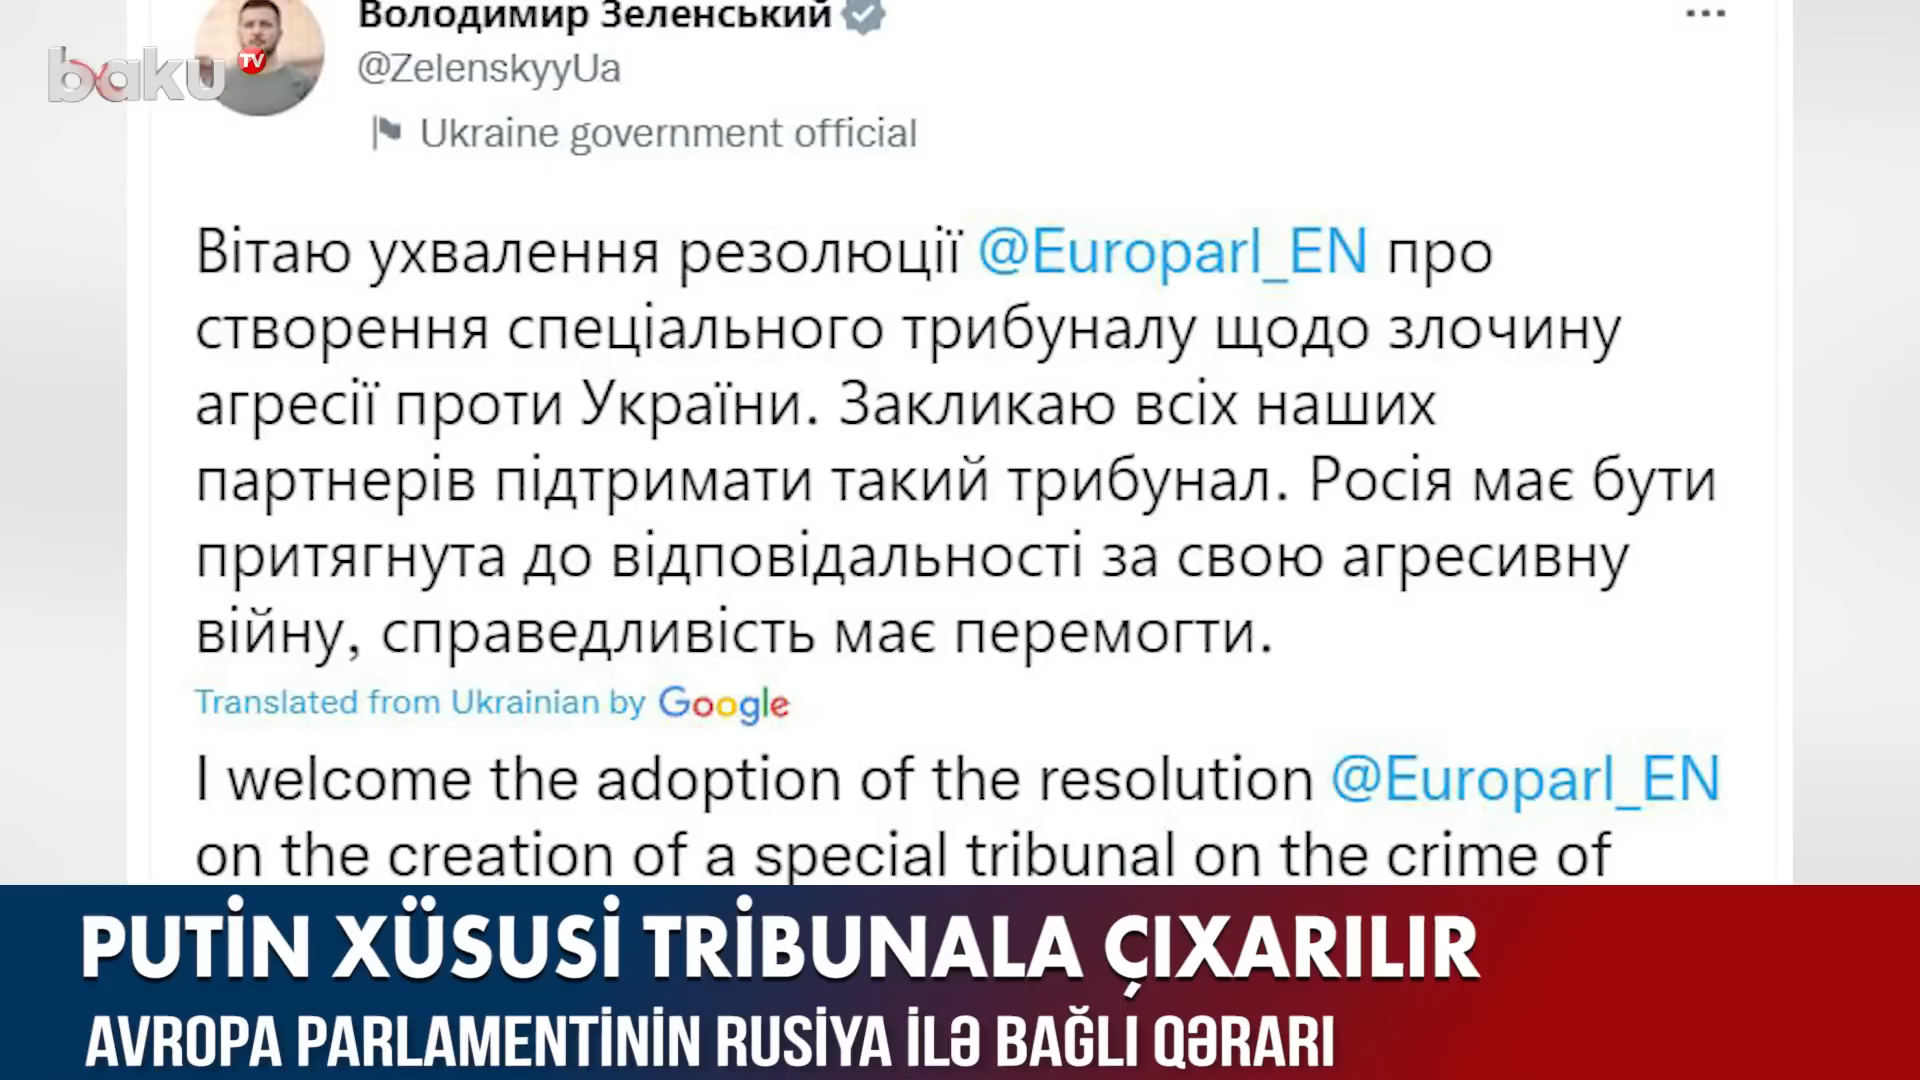 Володимир Зеленський
baku TV
@ZelenskyyUa
Ukraine government official
Вітаю ухвалення резолюції @Europarl_EN про
створення спеціального трибуналу щодо злочину
агресії проти України. Закликаю всіх наших
партнерів підтримати такий трибунал. Росія має бути
притягнута до відповідальності за свою агресивну
війну, справедливість має перемогти.
Translated from Ukrainian by Google
I welcome the adoption of the resolution @Europarl_EN
on the creation of a special tribunal on the crime of
PUTİN XÜSUSİ TRİBUNALA ÇIXARILIR
AVROPA PARLAMENTİNİN RUSİYA İLƏ BAĞLI QƏRARI